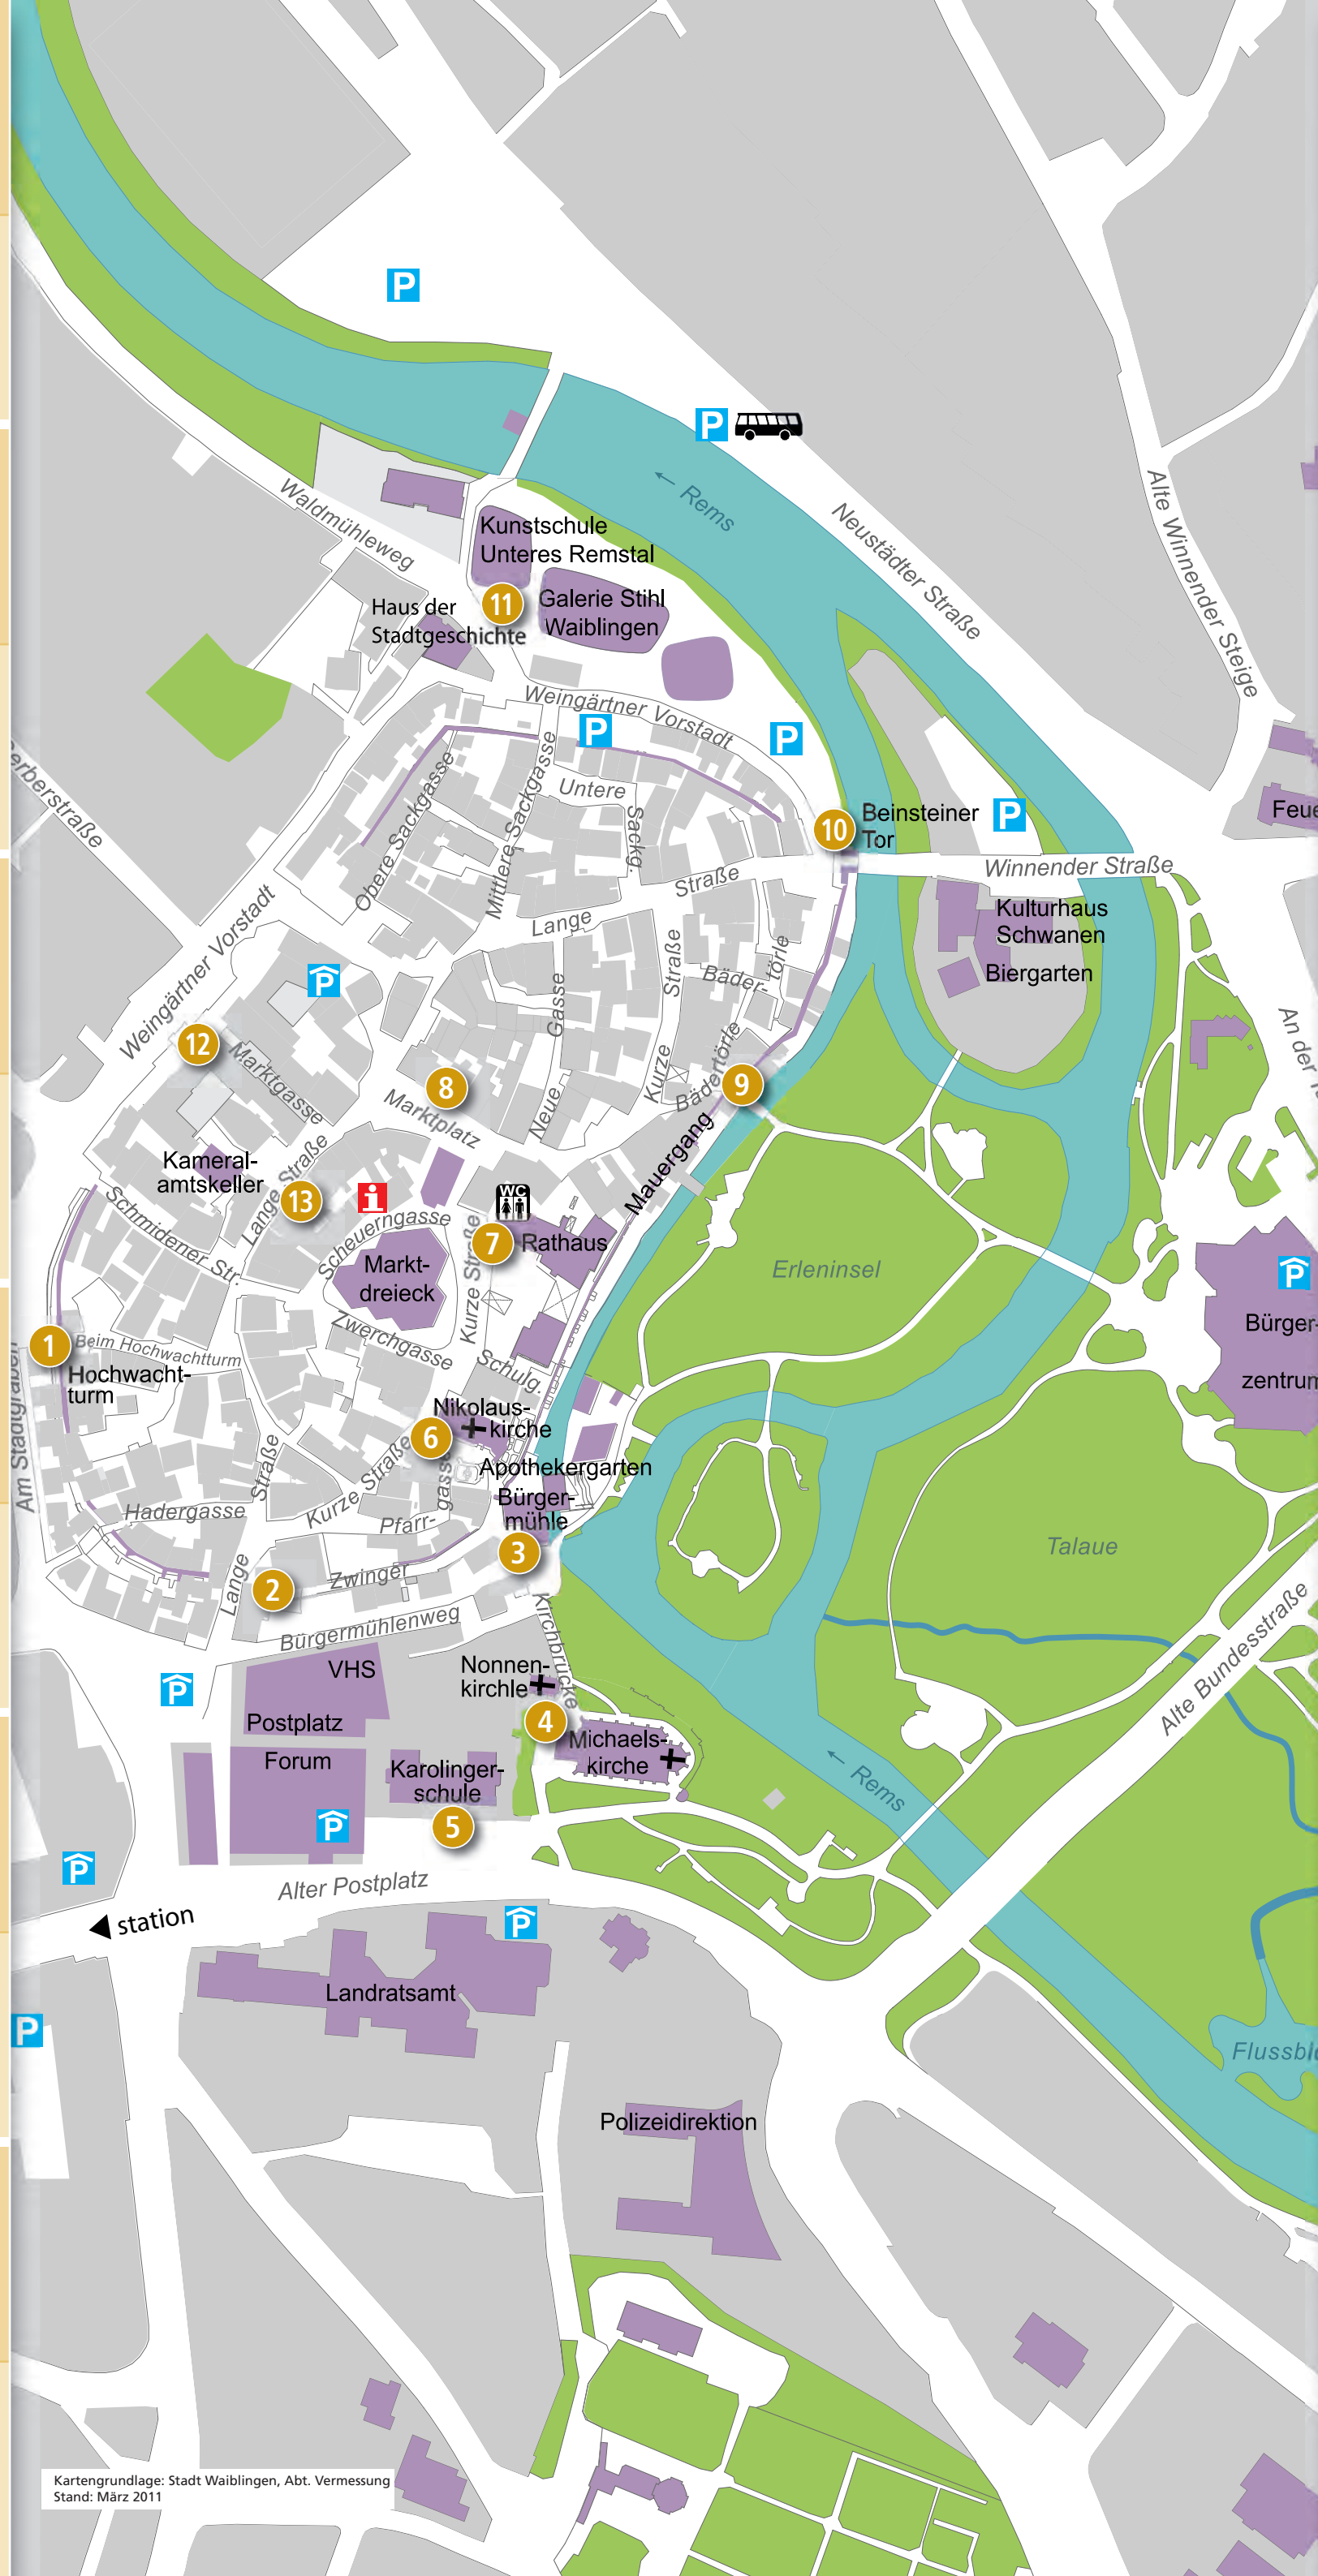 P
P
← Rems
Neustädter Straße
Alte Winnender Steige
Waldmühleweg
Kunstschule
Unteres Remstal
11
Galerie Stihl
Waiblingen
Haus der
Stadtgeschichte
Weingärtner Vorstadt
P
P
P
Obere Sackgasse
Mittlere Sackgasse
Untere
Sackg.
10
Beinsteiner
Tor
Winnender Straße
Straße
Lange
Kulturhaus
Schwanen
Biergarten
Weingärtner Vorstadt
P
12
Marktgasse
8
Marktplatz
Neue
Gasse
Kurze
Straße
Bäder-
törle
Bädertörle
9
Mauergang
An der
Kameral-
amtskeller
13
Lange Straße
i
WC
Schmidener Str.
Scheuerngasse
7
Rathaus
Markt-
dreieck
Kurze Straße
Erleninsel
P
Bürger-
zentrum
1
Beim Hochwachtturm
Hochwacht-
turm
Am Stadtgraben
Zwerchgasse
Schulg.
Nikolaus-
kirche
6
Apothekergarten
Bürger-
mühle
3
Hadergasse
Lange
Straße
Kurze Straße
Pfarr-
gasse
2
Zwinger
Bürgermühlenweg
Kirchbrücke
Talaue
Alte Bundesstraße
P
VHS
Postplatz
Forum
P
Nonnen-
kirchle
4
Michaels-
kirche
Karolinger-
schule
5
← Rems
P
Alter Postplatz
station
P
Landratsamt
P
Polizeidirektion
Kartengrundlage: Stadt Waiblingen, Abt. Vermessung
Stand: März 2011